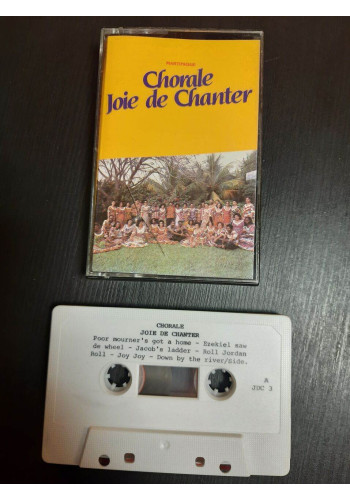 MARTINIQUE
Chorale
Joie de Chanter
CHORALE
JOIE DE CHANTER
Poor mourner's got a home - Ezekiel saw
de wheel - Jacob's ladder - Roll Jordan
Roll - Joy Joy - Down by the river/Side.
A
JDC 3